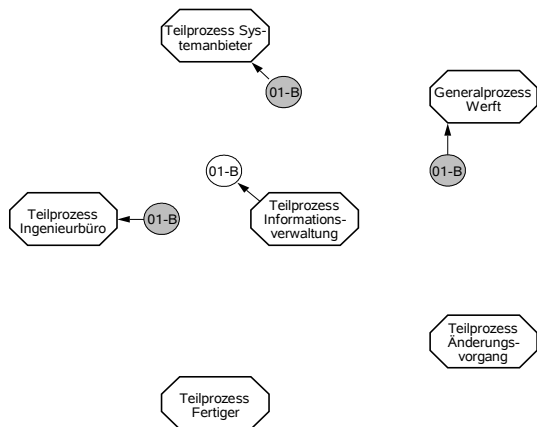 Teilprozess Sys-
temanbieter
01-B
Generalprozess
Werft
01-B
01-B
Teilprozess
Ingenieurbüro
01-B
Teilprozess
Informations-
verwaltung
Teilprozess
Änderungs-
vorgang
Teilprozess
Fertiger